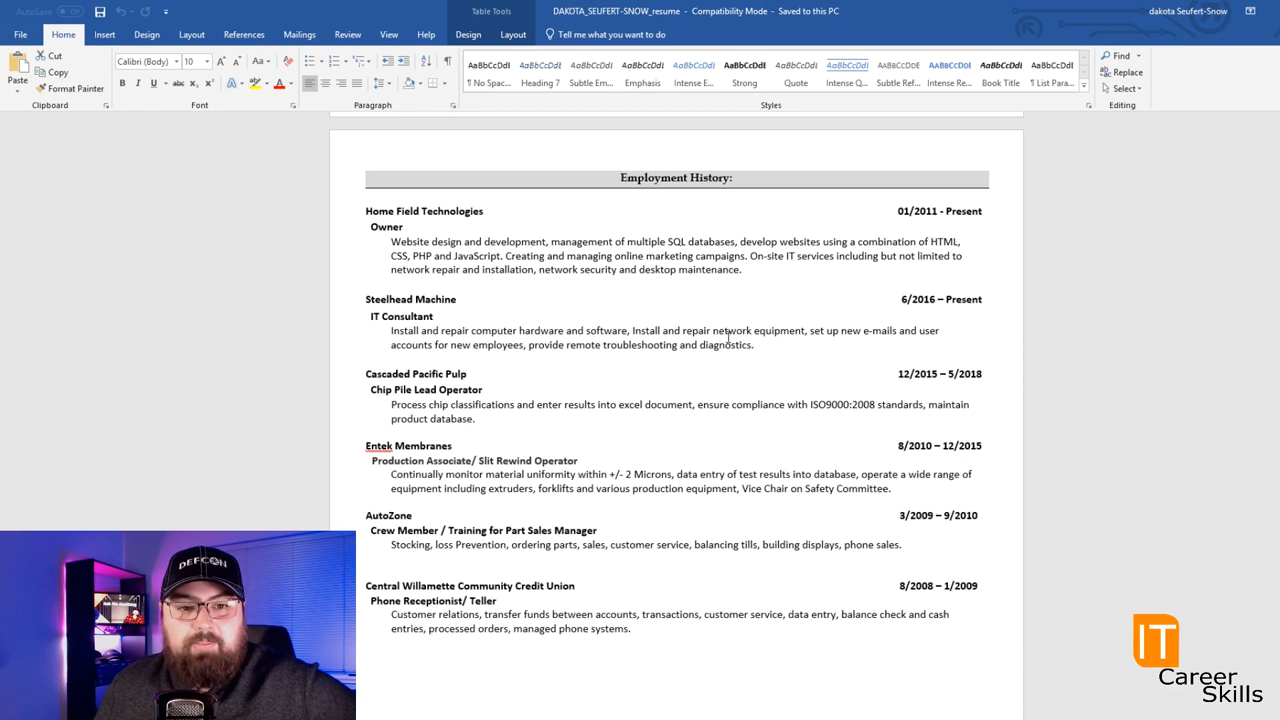 AutoSave
Off
Table Tools
DAKOTA_SEUFERT-SNOW_resume - Compatibility Mode - Saved to this PC
dakota Seufert-Snow
File Home Insert Design Layout References Mailings Review View Help Design Layout Tell me what you want to do
Paste
Cut
Copy
Format Painter
Clipboard
Calibri (Body) 10
Font
Paragraph
AaBbCcDdI AaBbCcDdI AaBbCcDdI AaBbCcDdI AaBbCcDdI AaBbCcDdI AaBbCcDdI AaBbCcDdI AABBCCDDE AABBCCDDI AaBbCcDdI AaBbCcDdI
¶ No Spac... Heading 7 Subtle Em... Emphasis Intense E... Strong Quote Intense Q... Subtle Ref... Intense Re... Book Title ¶ List Para...
Styles
Find
Replace
Select
Editing
Employment History:
Home Field Technologies 01/2011 - Present
Owner
Website design and development, management of multiple SQL databases, develop websites using a combination of HTML,
CSS, PHP and JavaScript. Creating and managing online marketing campaigns. On-site IT services including but not limited to
network repair and installation, network security and desktop maintenance.
Steelhead Machine 6/2016 – Present
IT Consultant
Install and repair computer hardware and software, Install and repair network equipment, set up new e-mails and user
accounts for new employees, provide remote troubleshooting and diagnostics.
Cascaded Pacific Pulp 12/2015 – 5/2018
Chip Pile Lead Operator
Process chip classifications and enter results into excel document, ensure compliance with ISO9000:2008 standards, maintain
product database.
Entek Membranes 8/2010 – 12/2015
Production Associate/ Slit Rewind Operator
Continually monitor material uniformity within +/- 2 Microns, data entry of test results into database, operate a wide range of
equipment including extruders, forklifts and various production equipment, Vice Chair on Safety Committee.
AutoZone 3/2009 – 9/2010
Crew Member / Training for Part Sales Manager
Stocking, loss Prevention, ordering parts, sales, customer service, balancing tills, building displays, phone sales.
Central Willamette Community Credit Union 8/2008 – 1/2009
Phone Receptionist/ Teller
Customer relations, transfer funds between accounts, transactions, customer service, data entry, balance check and cash
entries, processed orders, managed phone systems.
DEFCON
IT
Career
Skills